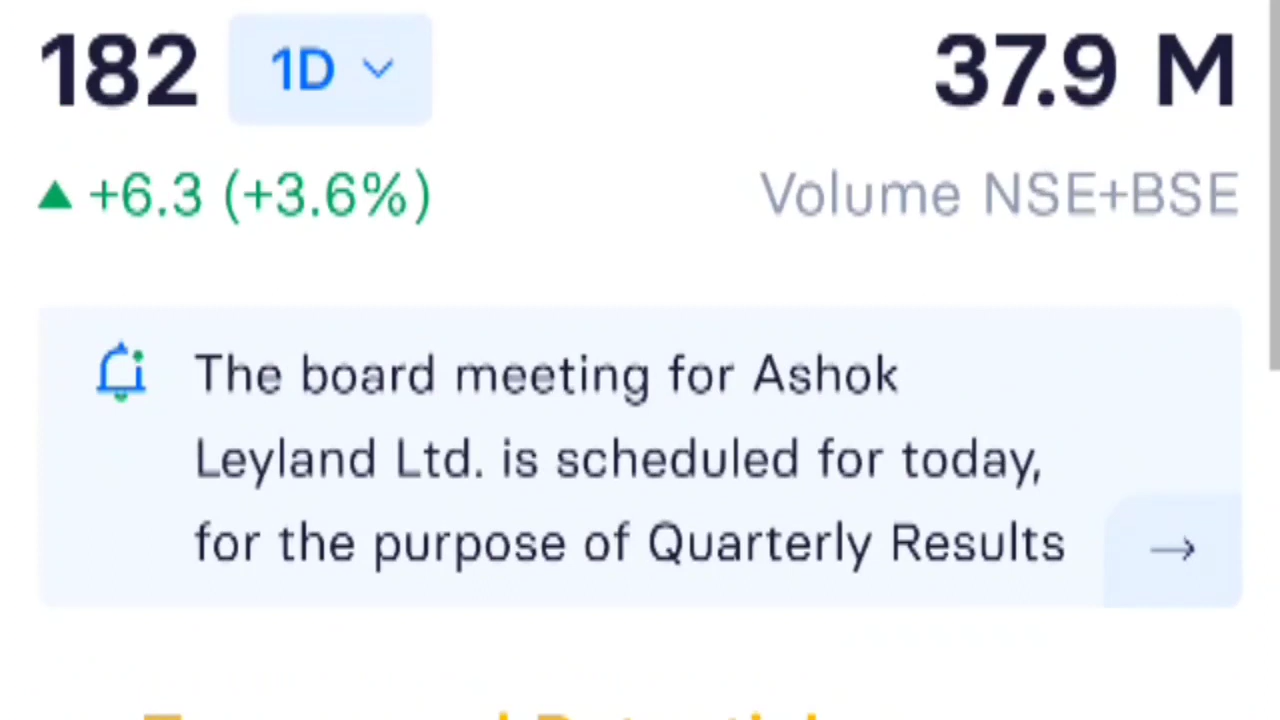 182 1D 37.9 M
+6.3 (+3.6%) Volume NSE+BSE
The board meeting for Ashok
Leyland Ltd. is scheduled for today,
for the purpose of Quarterly Results